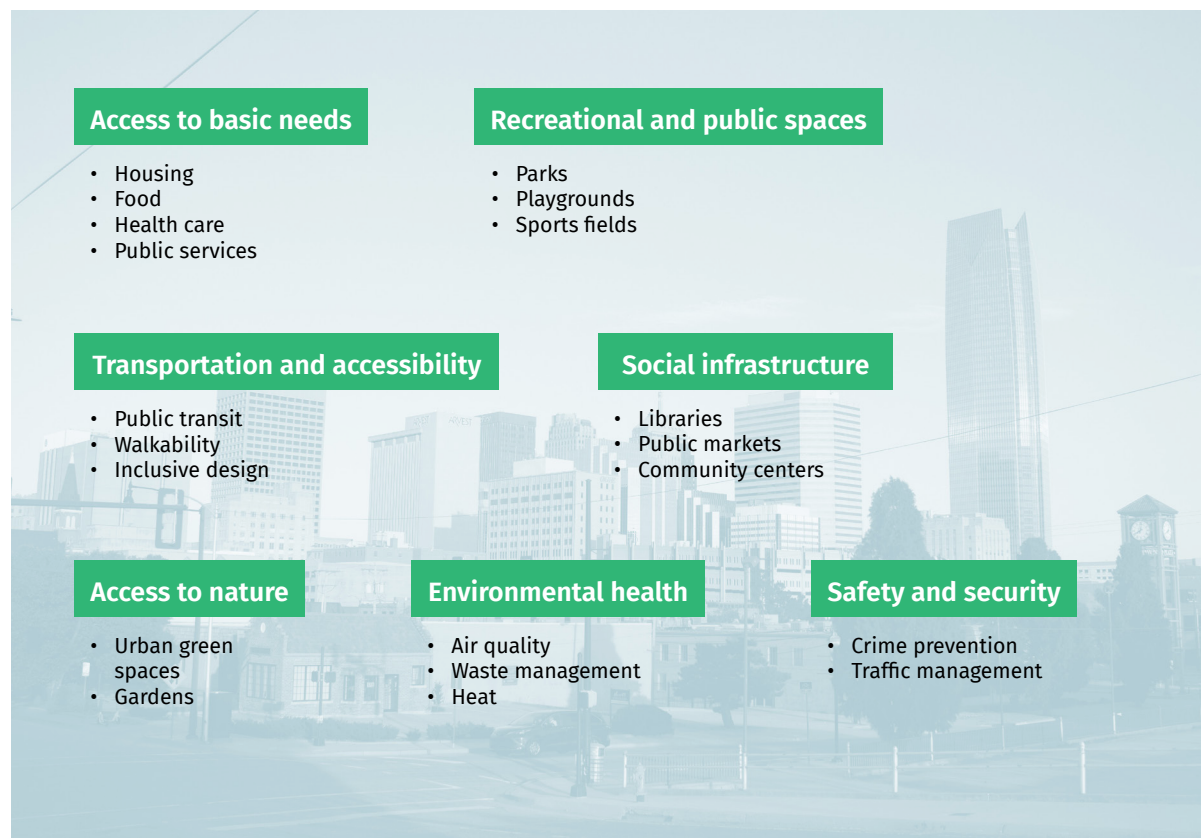 Access to basic needs
• Housing
• Food
• Health care
• Public services
Recreational and public spaces
• Parks
• Playgrounds
• Sports fields
Transportation and accessibility
• Public transit
• Walkability
• Inclusive design
Social infrastructure
• Libraries
• Public markets
• Community centers
Access to nature
• Urban green
spaces
• Gardens
Environmental health
• Air quality
• Waste management
• Heat
Safety and security
• Crime prevention
• Traffic management